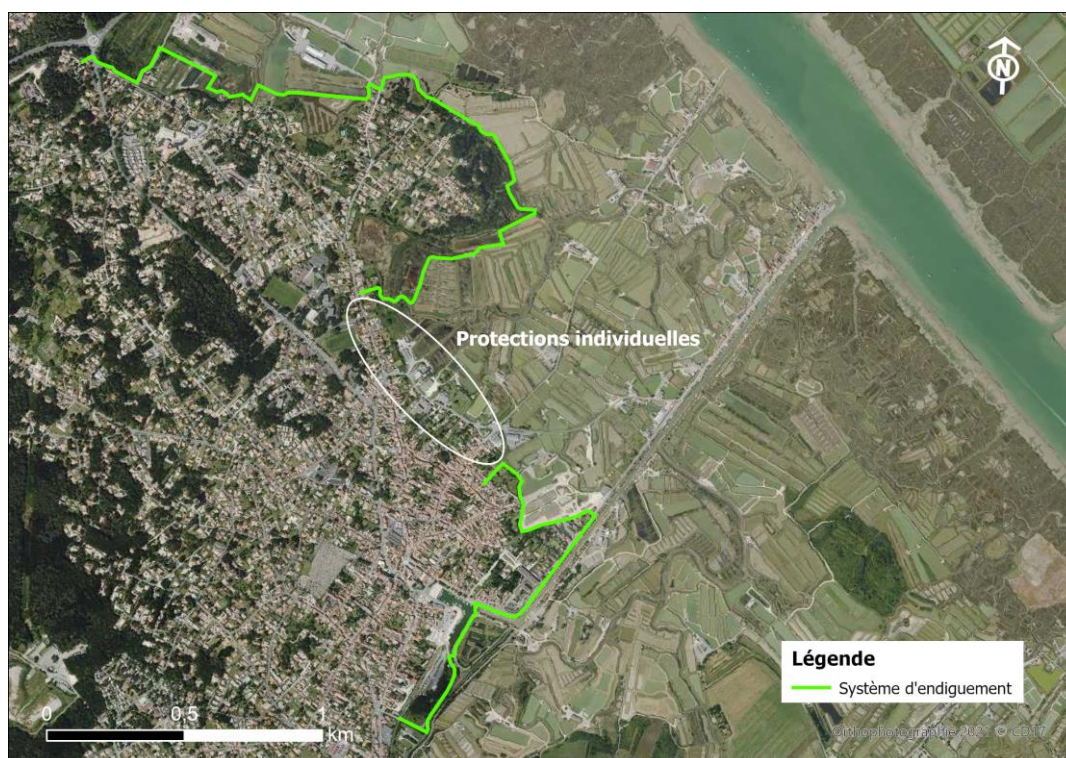 N
Protections individuelles
Légende
Système d'endiguement
0 0,5 1
km
Orthophotographie 2021 © CD17